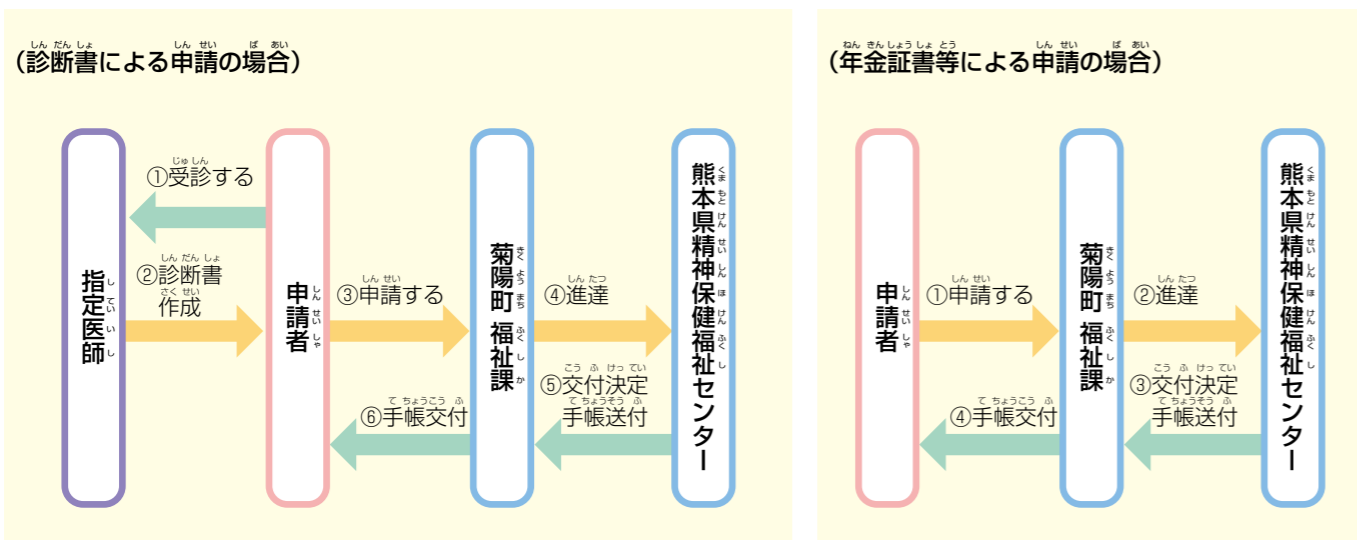 (診断書による申請の場合)
①受診する
②診断書
作成
指定医師
申請者
③申請する
菊陽町 福祉課
④進達
⑤交付決定
手帳送付
⑥手帳交付
熊本県精神保健福祉センター
(年金証書等による申請の場合)
申請者
①申請する
菊陽町 福祉課
②進達
③交付決定
手帳送付
④手帳交付
熊本県精神保健福祉センター